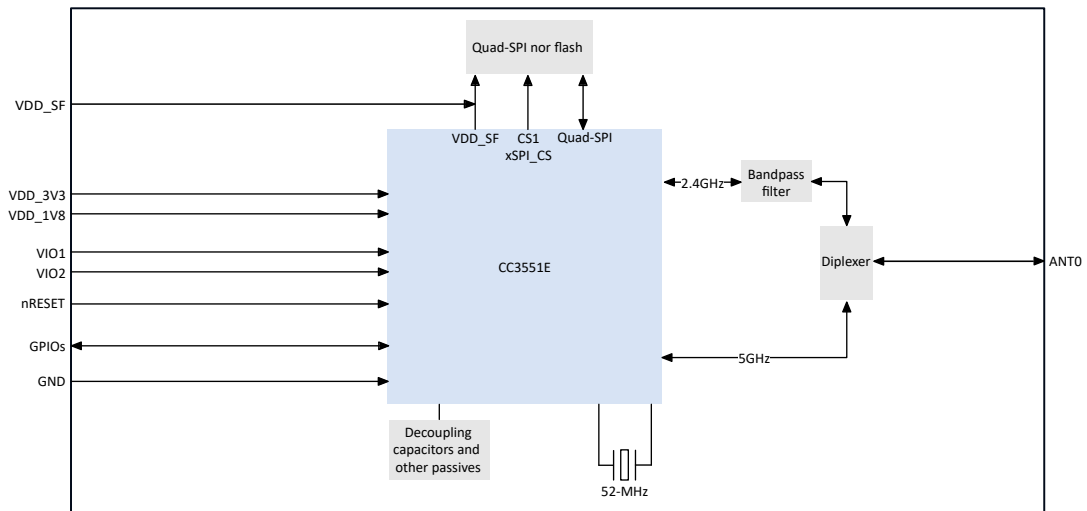 Quad-SPI nor flash
VDD_SF
VDD_SF
CS1
xSPI_CS
Quad-SPI
VDD_3V3
VDD_1V8
VIO1
VIO2
nRESET
GPIOs
GND
CC3551E
2.4GHz
Bandpass
filter
Diplexer
ANT0
5GHz
Decoupling
capacitors and
other passives
52-MHz